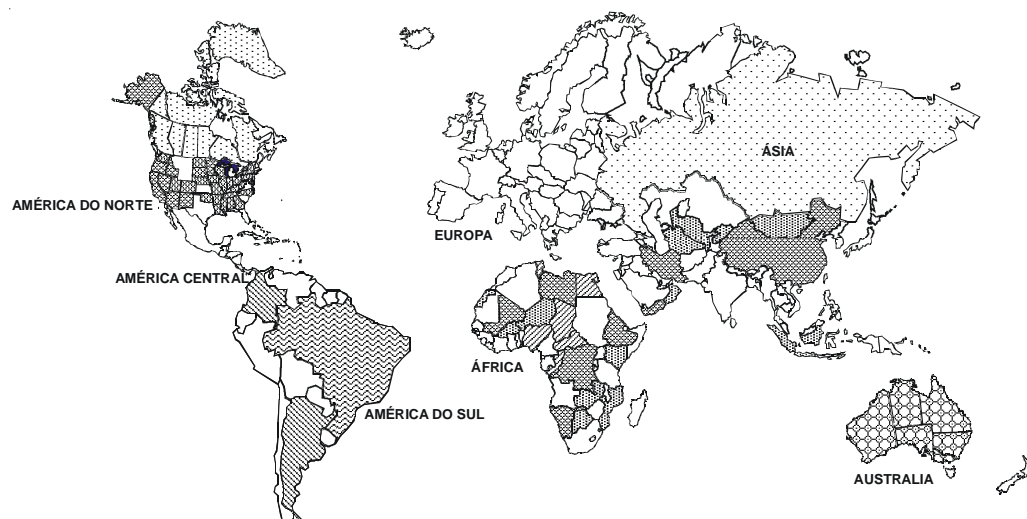 ÁSIA
AMÉRICA DO NORTE
EUROPA
AMÉRICA CENTRAL
ÁFRICA
AMÉRICA DO SUL
AUSTRALIA